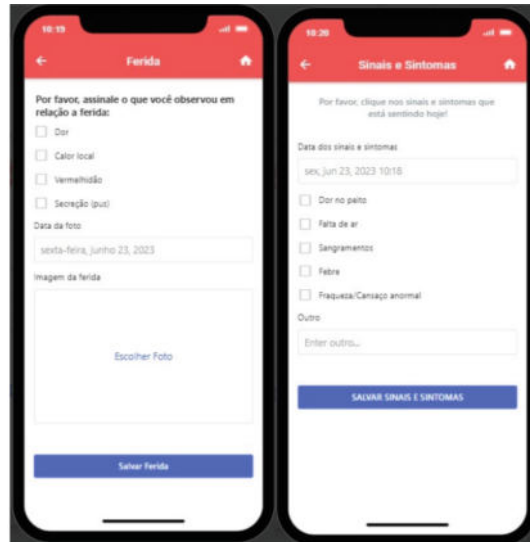 10:19
Ferida
Por favor, assinale o que você observou em
relação a ferida:
Dor
Calor local
Vermelhidão
Secreção (pus)
Data da foto
sexta-feira, junho 23, 2023
Imagem da ferida
Escolher Foto
Salvar Ferida
10:20
Sinais e Sintomas
Por favor, clique nos sinais e sintomas que
está sentindo hoje!
Data dos sinais e sintomas
sex, jun 23, 2023 10:18
Dor no peito
Falta de ar
Sangramentos
Febre
Fraqueza/Cansaço anormal
Outro
Enter outro...
SALVAR SINAIS E SINTOMAS